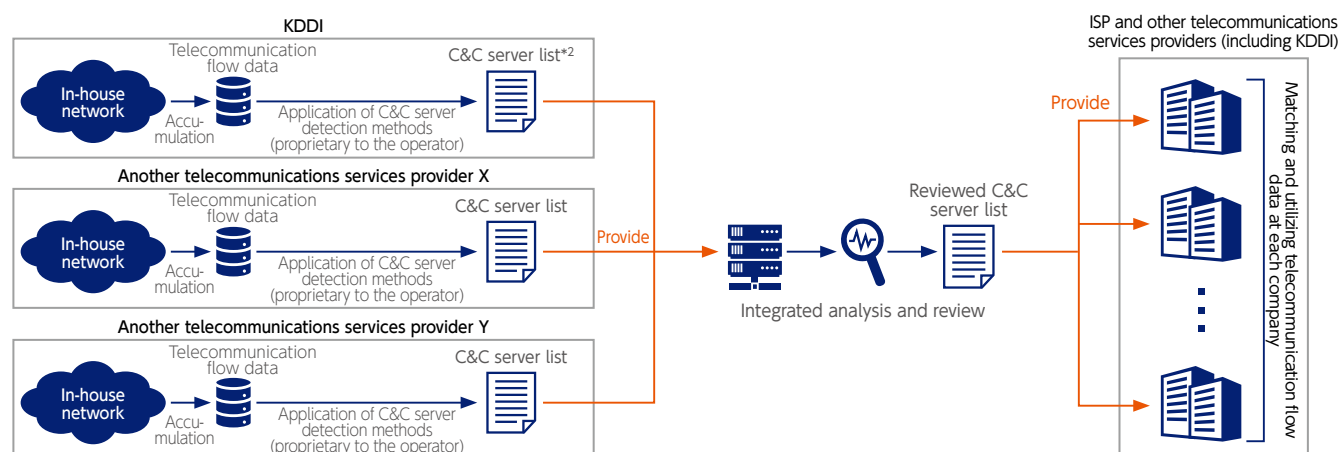 KDDI
Telecommunication
flow data
C&C server list*2
In-house
network
Accu-
mulation
Application of C&C server
detection methods
(proprietary to the operator)
Another telecommunications services provider X
Telecommunication
flow data
C&C server list
In-house
network
Accu-
mulation
Application of C&C server
detection methods
(proprietary to the operator)
Another telecommunications services provider Y
Telecommunication
flow data
C&C server list
In-house
network
Accu-
mulation
Application of C&C server
detection methods
(proprietary to the operator)
Provide
Integrated analysis and review
Reviewed C&C
server list
ISP and other telecommunications
services providers (including KDDI)
Provide
Matching and utilizing telecommunication flow
data at each company